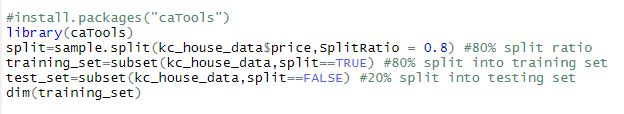 #install.packages("caTools")
library(caTools)
split=sample.split(kc_house_data$price,SplitRatio = 0.8) #80% split ratio
training_set=subset(kc_house_data,split==TRUE) #80% split into training set
test_set=subset(kc_house_data,split==FALSE) #20% split into testing set
dim(training_set)